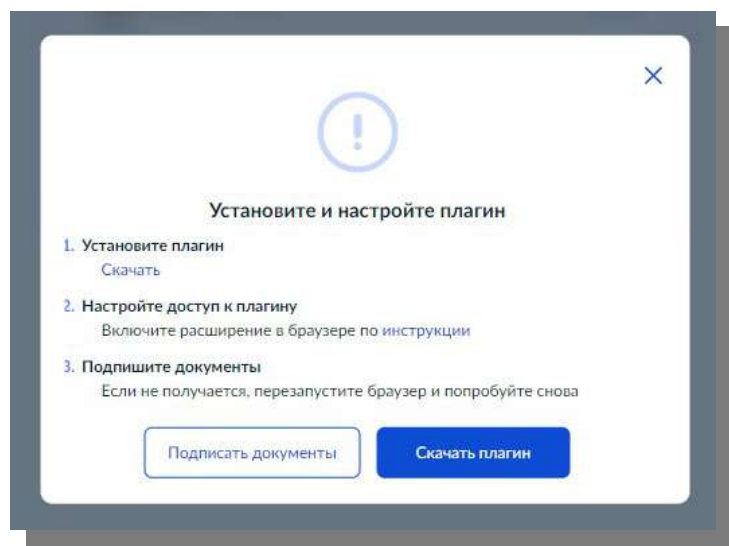 Установите и настройте плагин
1. Установите плагин
Скачать
2. Настройте доступ к плагину
Включите расширение в браузере по инструкции
3. Подпишите документы
Если не получается, перезапустите браузер и попробуйте снова
Подписать документы
Скачать плагин